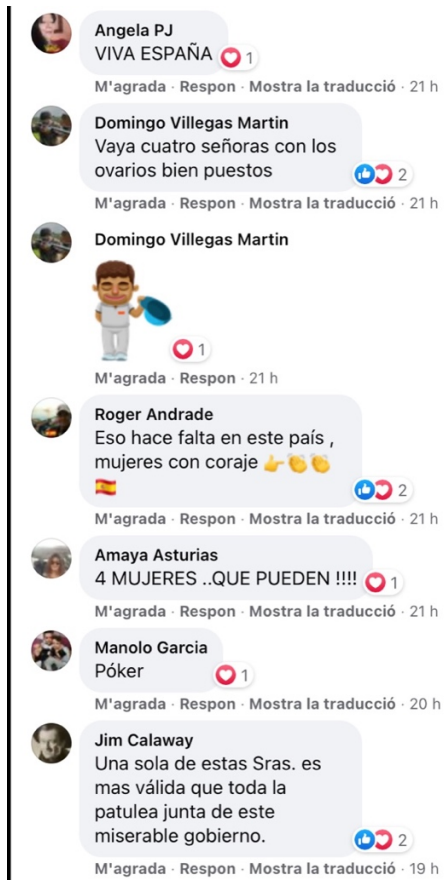 Angela PJ
VIVA ESPAÑA
1
M'agrada · Respon · Mostra la traducció · 21 h
Domingo Villegas Martin
Vaya cuatro señoras con los
ovarios bien puestos
2
M'agrada · Respon · Mostra la traducció · 21 h
Domingo Villegas Martin
1
M'agrada · Respon · 21 h
Roger Andrade
Eso hace falta en este país ,
mujeres con coraje 👉👏👏
🇪🇸
2
M'agrada · Respon · Mostra la traducció · 21 h
Amaya Asturias
4 MUJERES ..QUE PUEDEN !!!!
1
M'agrada · Respon · Mostra la traducció · 21 h
Manolo Garcia
Póker
1
M'agrada · Respon · Mostra la traducció · 20 h
Jim Calaway
Una sola de estas Sras. es
mas válida que toda la
patulea junta de este
miserable gobierno.
2
M'agrada · Respon · Mostra la traducció · 19 h